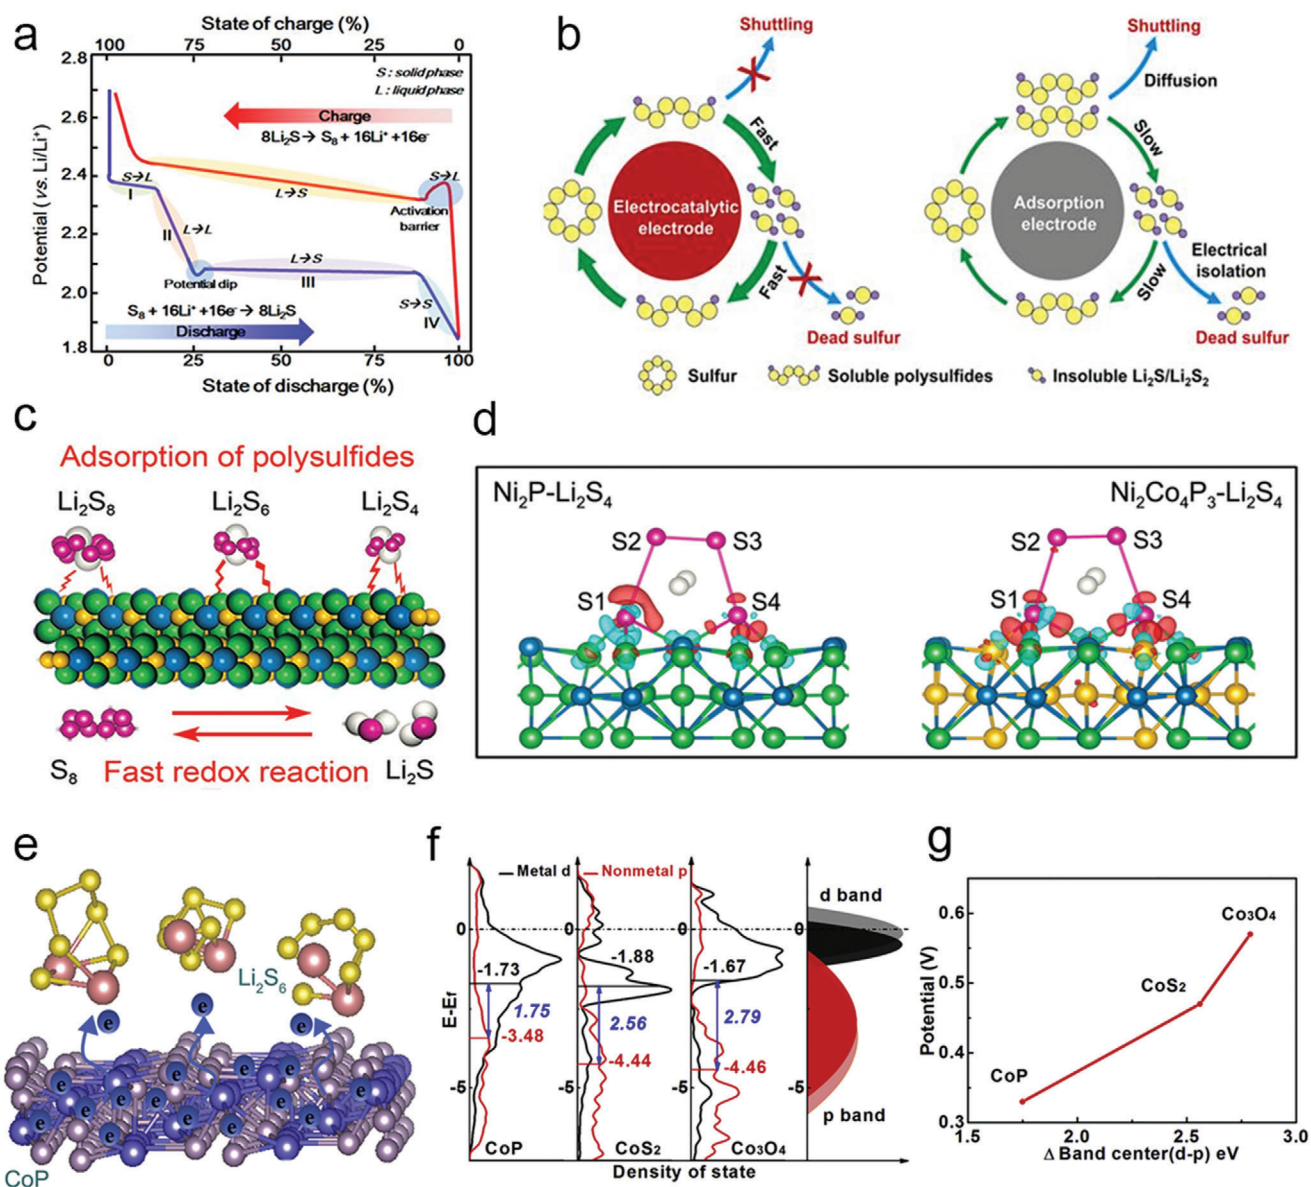 a
State of charge (%)
100 75 50 25 0
2.8
2.6
2.4
2.2
2.0
1.8
Potential (vs. Li/Li⁺)
S : solid phase
L : liquid phase
Charge
8Li₂S→ S₈ + 16Li⁺ +16e⁻
S→L
I
L→S
S→L
Activation
barrier
II
L→L
Potential dip
L→S
III
S→S
IV
S₈ + 16Li⁺ +16e⁻→ 8Li₂S
Discharge
0 25 50 75 100
State of discharge (%)
b
Shuttling
Fast
Electrocatalytic
electrode
Fast
Dead sulfur
Shuttling
Diffusion
Slow
Adsorption
electrode
Electrical
isolation
Slow
Dead sulfur
Sulfur
Soluble polysulfides
Insoluble Li₂S/Li₂S₂
c
Adsorption of polysulfides
Li₂S₈ Li₂S₆ Li₂S₄
S₈ Fast redox reaction Li₂S
d
Ni₂P-Li₂S₄
S2 S3
S1 S4
Ni₂Co₄P₃-Li₂S₄
S2 S3
S1 S4
e
Li₂S₆
e e e
e e e e e
e e e e e
CoP
f
Metal d
Nonmetal p
d band
0 0 0
-1.73 -1.88 -1.67
E-Ef
1.75 2.56 2.79
-3.48 -4.44 -4.46
-5 -5 -5
p band
CoP CoS₂ Co₃O₄
Density of state
g
Potential (V)
0.6
0.5
0.4
0.3
Co₃O₄
CoS₂
CoP
1.5 2.0 2.5 3.0
Δ Band center(d-p) eV